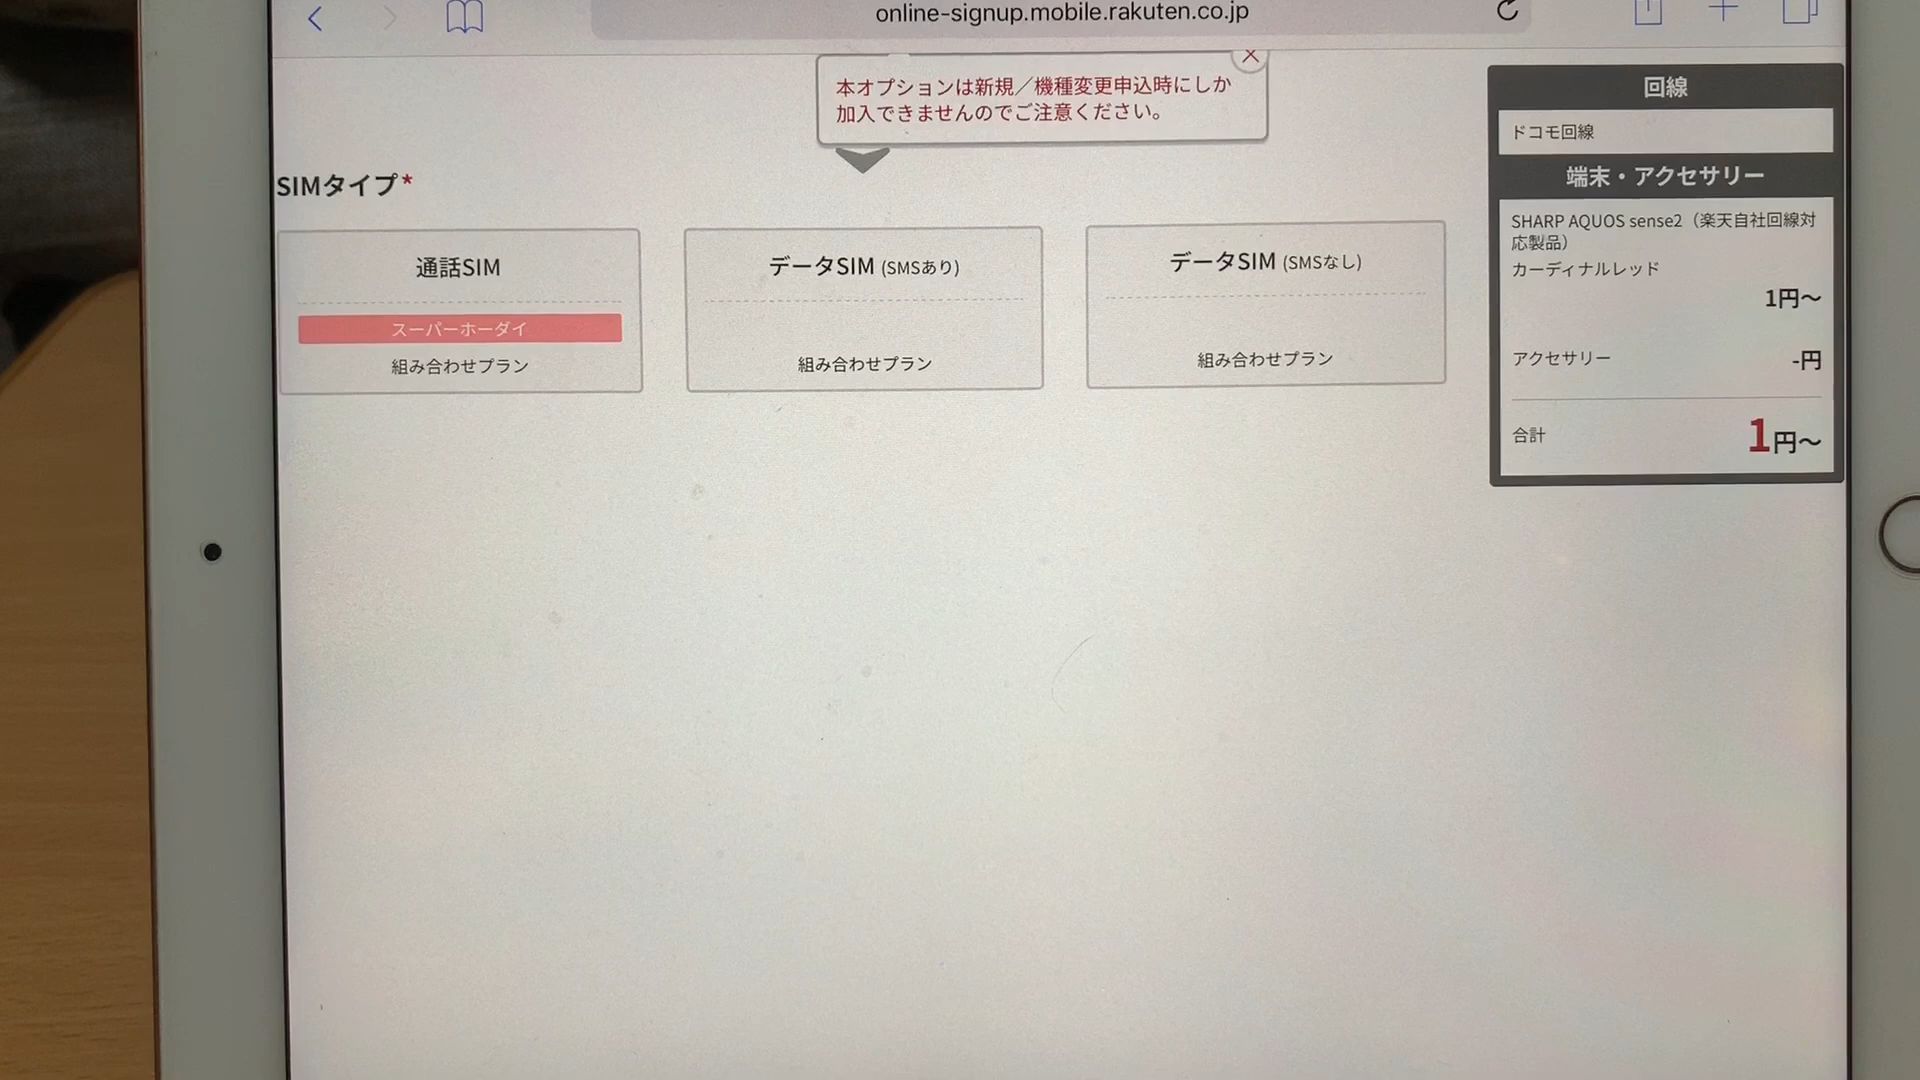 online-signup.mobile.rakuten.co.jp
本オプションは新規／機種変更申込時にしか
加入できませんのでご注意ください。
SIMタイプ*
通話SIM
スーパーホーダイ
組み合わせプラン
データSIM (SMSあり)
組み合わせプラン
データSIM (SMSなし)
組み合わせプラン
回線
ドコモ回線
端末・アクセサリー
SHARP AQUOS sense2（楽天自社回線対
応製品）
カーディナルレッド
1円〜
アクセサリー
-円
合計
1円〜